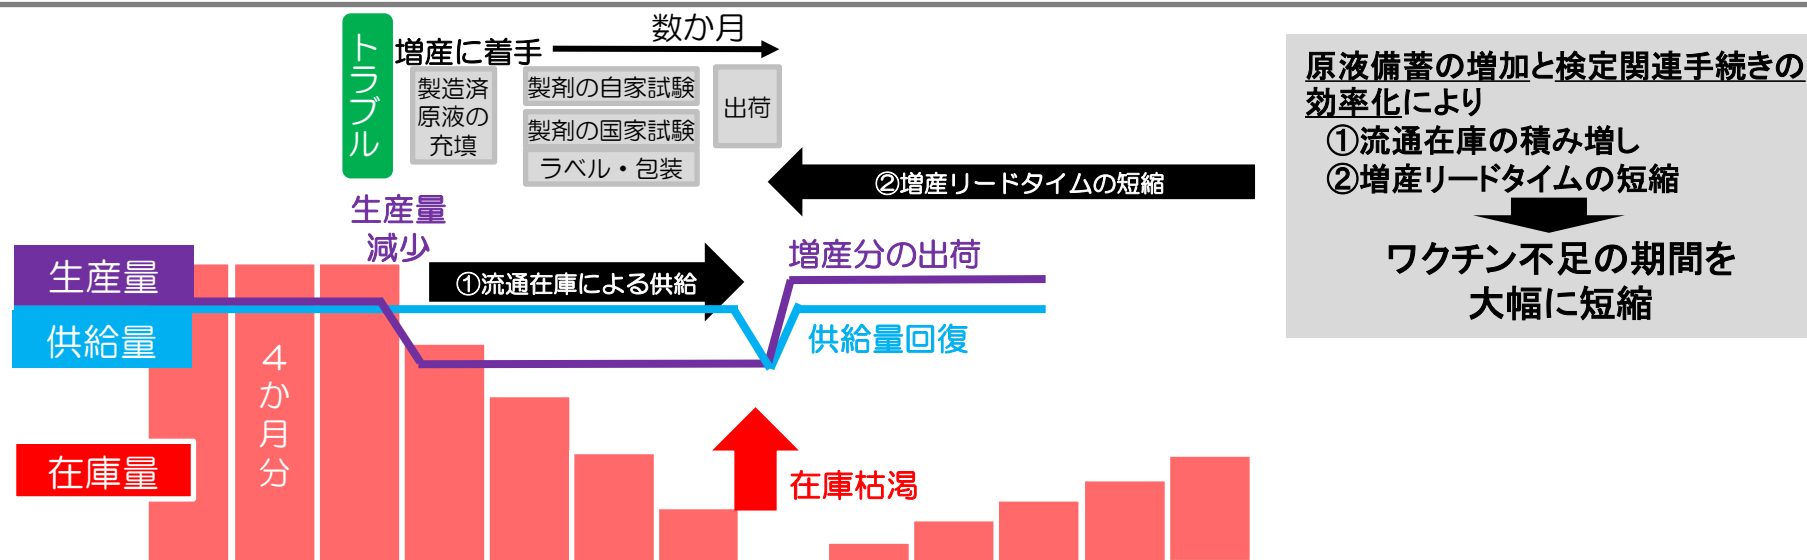 トラブル
増産に着手
数か月
製造済
原液の
充填
製剤の自家試験
製剤の国家試験
ラベル・包装
出荷
②増産リードタイムの短縮
生産量
減少
①流通在庫による供給
増産分の出荷
供給量回復
生産量
供給量
4か月分
在庫量
在庫枯渇
原液備蓄の増加と検定関連手続きの
効率化により
①流通在庫の積み増し
②増産リードタイムの短縮
ワクチン不足の期間を
大幅に短縮